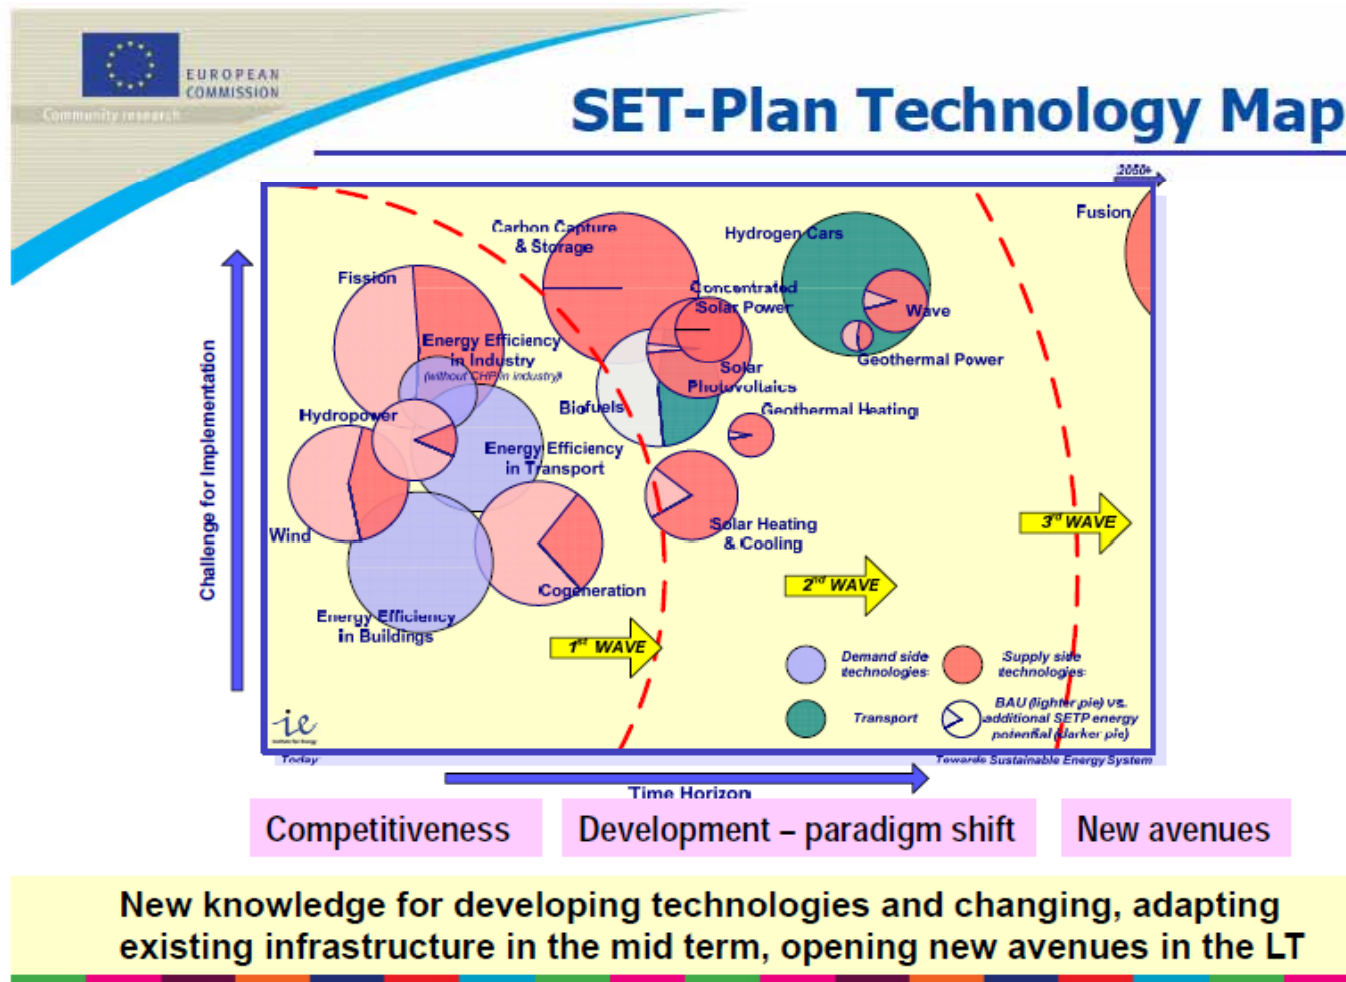 EUROPEAN
COMMISSION
Community research
SET-Plan Technology Map
2050+
Fusion
Carbon Capture
& Storage
Hydrogen Cars
Fission
Concentrated
Solar Power
Wave
Energy Efficiency
in Industry
(without CHP in industry)
Geothermal Power
Solar
Photovoltaics
Biofuels
Geothermal Heating
Hydropower
Energy Efficiency
in Transport
Wind
Solar Heating
& Cooling
Cogeneration
Energy Efficiency
in Buildings
1st WAVE
2nd WAVE
3rd WAVE
Demand side
technologies
Supply side
technologies
Transport
BAU (lighter pie) vs.
additional SETP energy
potential (darker pie)
ie
Institute for Energy
Challenge for Implementation
Today
Towards Sustainable Energy System
Time Horizon
Competitiveness
Development – paradigm shift
New avenues
New knowledge for developing technologies and changing, adapting
existing infrastructure in the mid term, opening new avenues in the LT